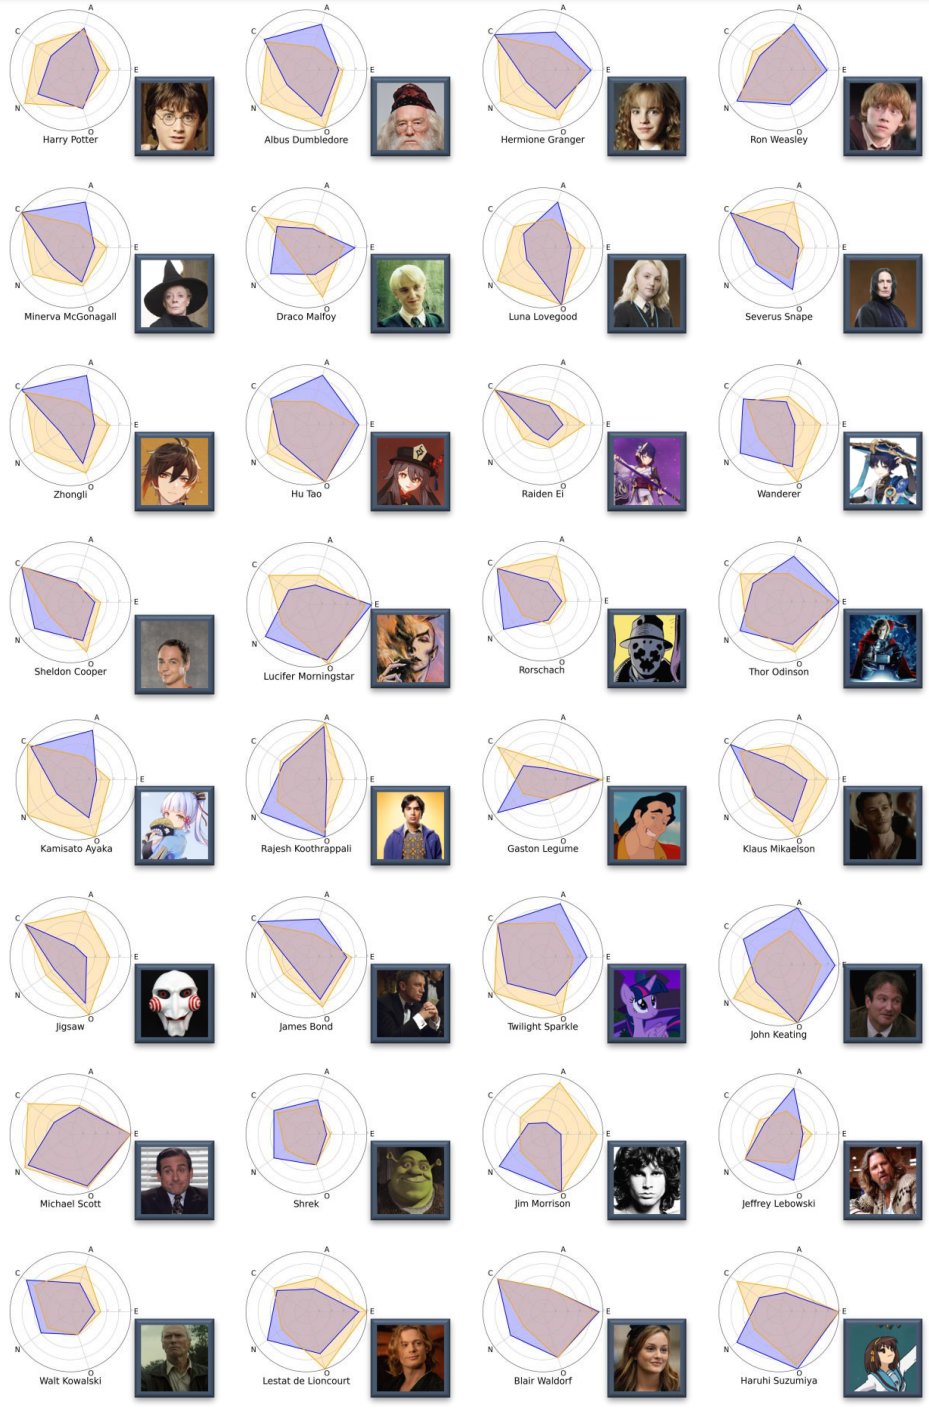 A
C
E
N
O
Harry Potter
A
C
E
N
O
Albus Dumbledore
A
C
E
N
O
Hermione Granger
A
C
E
N
O
Ron Weasley
A
C
E
N
O
Minerva McGonagall
A
C
E
N
O
Draco Malfoy
A
C
E
N
O
Luna Lovegood
A
C
E
N
O
Severus Snape
A
C
E
N
O
Zhongli
A
C
E
N
O
Hu Tao
A
C
E
N
O
Raiden Ei
A
C
E
N
O
Wanderer
A
C
E
N
O
Sheldon Cooper
A
C
E
N
O
Lucifer Morningstar
A
C
E
N
O
Rorschach
A
C
E
N
O
Thor Odinson
A
C
E
N
O
Kamisato Ayaka
A
C
E
N
O
Rajesh Koothrappali
A
C
E
N
O
Gaston Legume
A
C
E
N
O
Klaus Mikaelson
A
C
E
N
O
Jigsaw
A
C
E
N
O
James Bond
A
C
E
N
O
Twilight Sparkle
A
C
E
N
O
John Keating
A
C
E
N
O
Michael Scott
A
C
E
N
O
Shrek
A
C
E
N
O
Jim Morrison
A
C
E
N
O
Jeffrey Lebowski
A
C
E
N
O
Walt Kowalski
A
C
E
N
O
Lestat de Lioncourt
A
C
E
N
O
Blair Waldorf
A
C
E
N
O
Haruhi Suzumiya